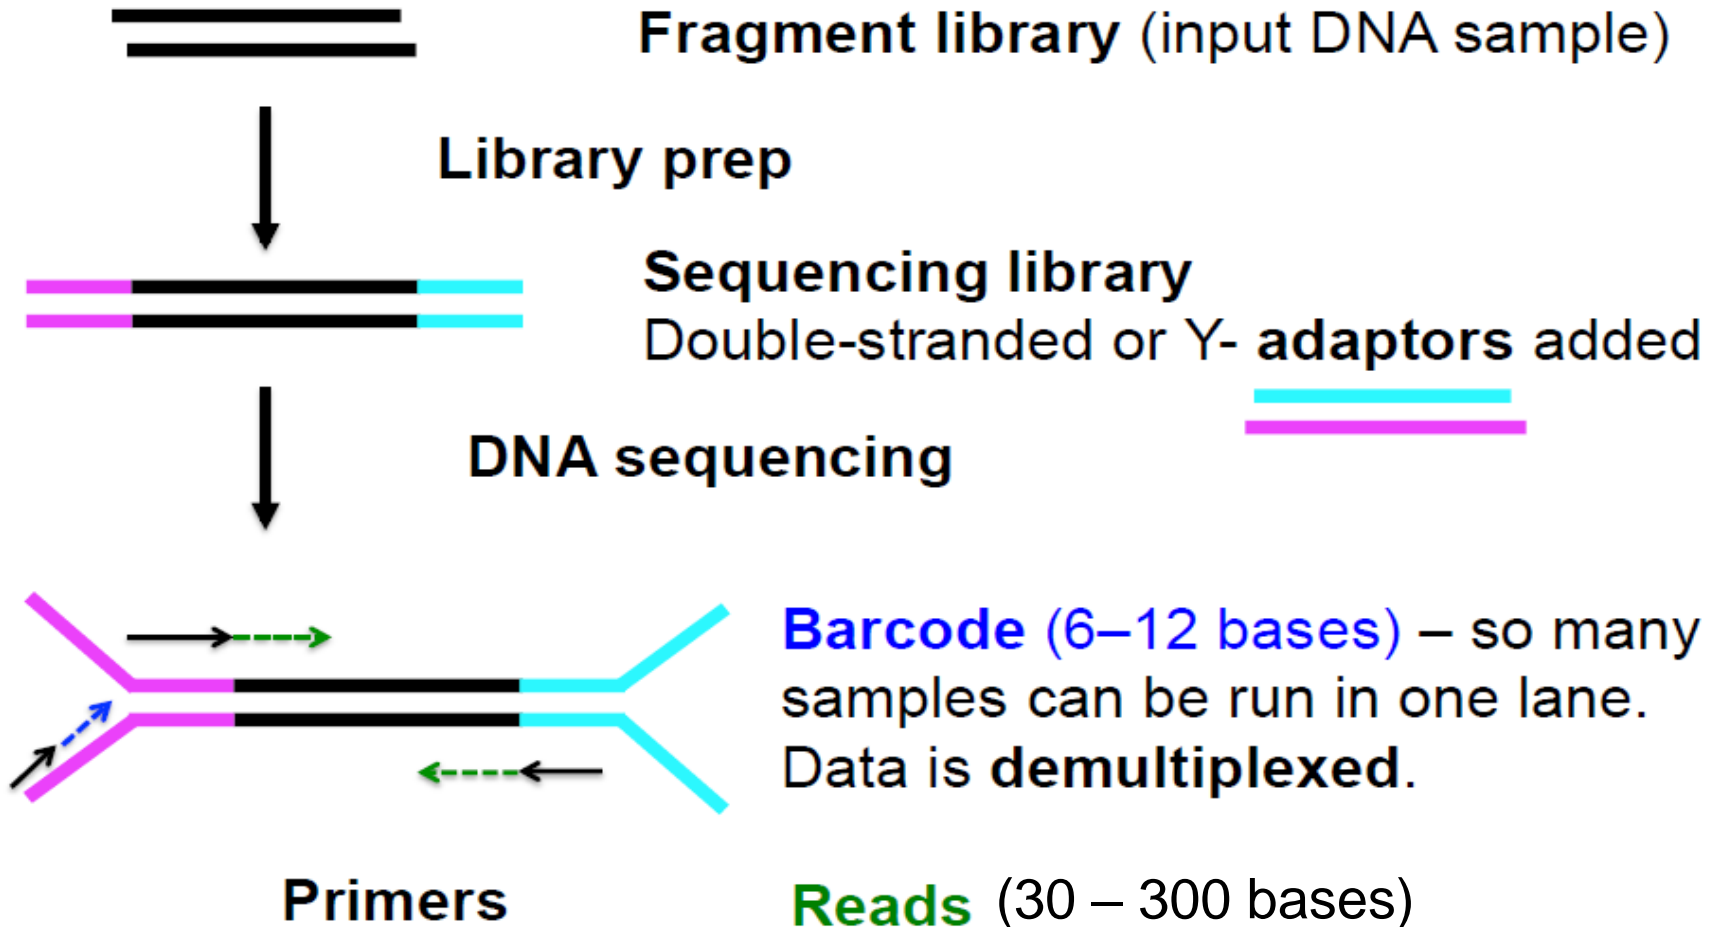 Fragment library (input DNA sample)
Library prep
Sequencing library
Double-stranded or Y- adaptors added
DNA sequencing
Barcode (6–12 bases) – so many
samples can be run in one lane.
Data is demultiplexed.
Primers
Reads (30 – 300 bases)